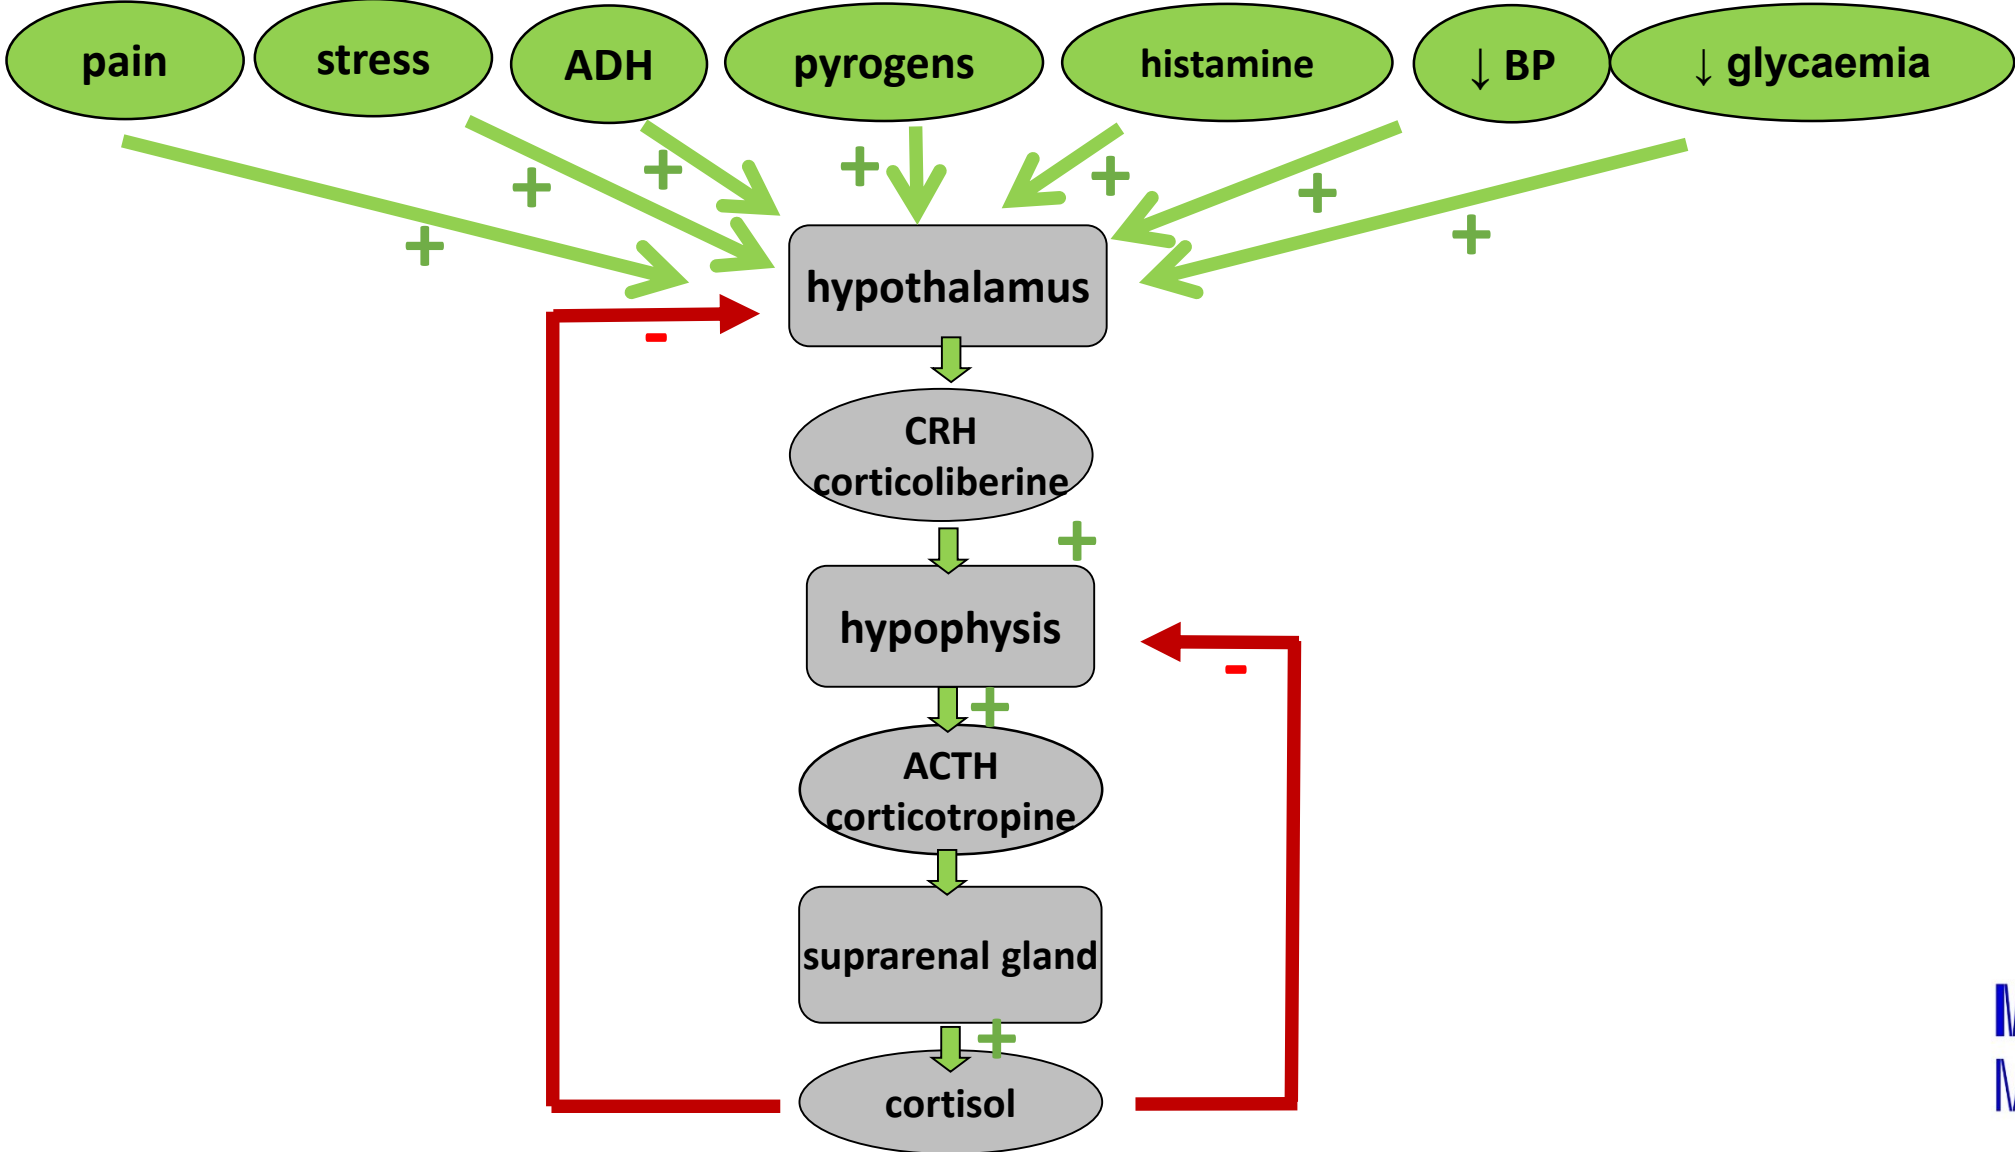 pain
stress
ADH
pyrogens
histamine
↓ BP
↓ glycaemia
+
+
+
+
+
+
+
hypothalamus
-
CRH
corticoliberine
+
hypophysis
-
+
ACTH
corticotropine
suprarenal gland
+
cortisol